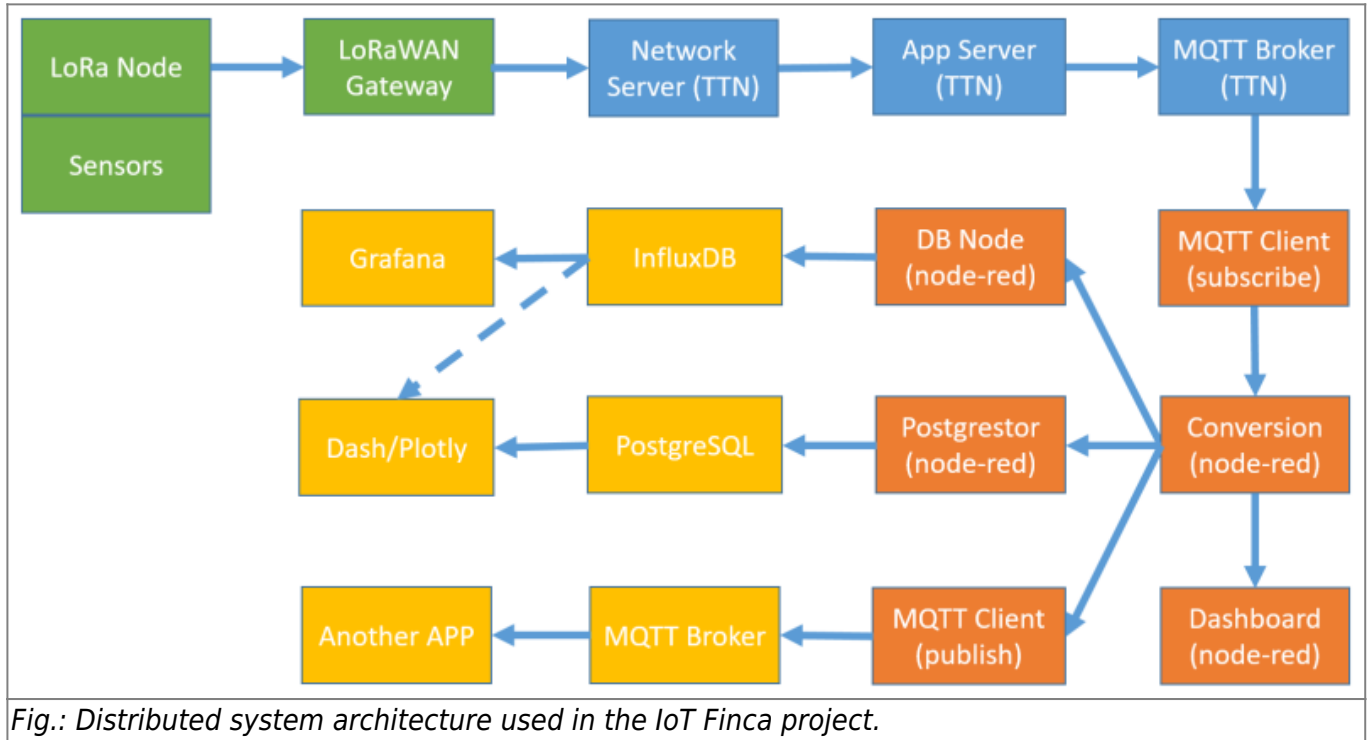 LoRa Node
Sensors
LoRaWAN
Gateway
Network
Server (TTN)
App Server
(TTN)
MQTT Broker
(TTN)
Grafana
InfluxDB
DB Node
(node-red)
MQTT Client
(subscribe)
Dash/Plotly
PostgreSQL
Postgrestor
(node-red)
Conversion
(node-red)
Another APP
MQTT Broker
MQTT Client
(publish)
Dashboard
(node-red)
Fig.: Distributed system architecture used in the IoT Finca project.